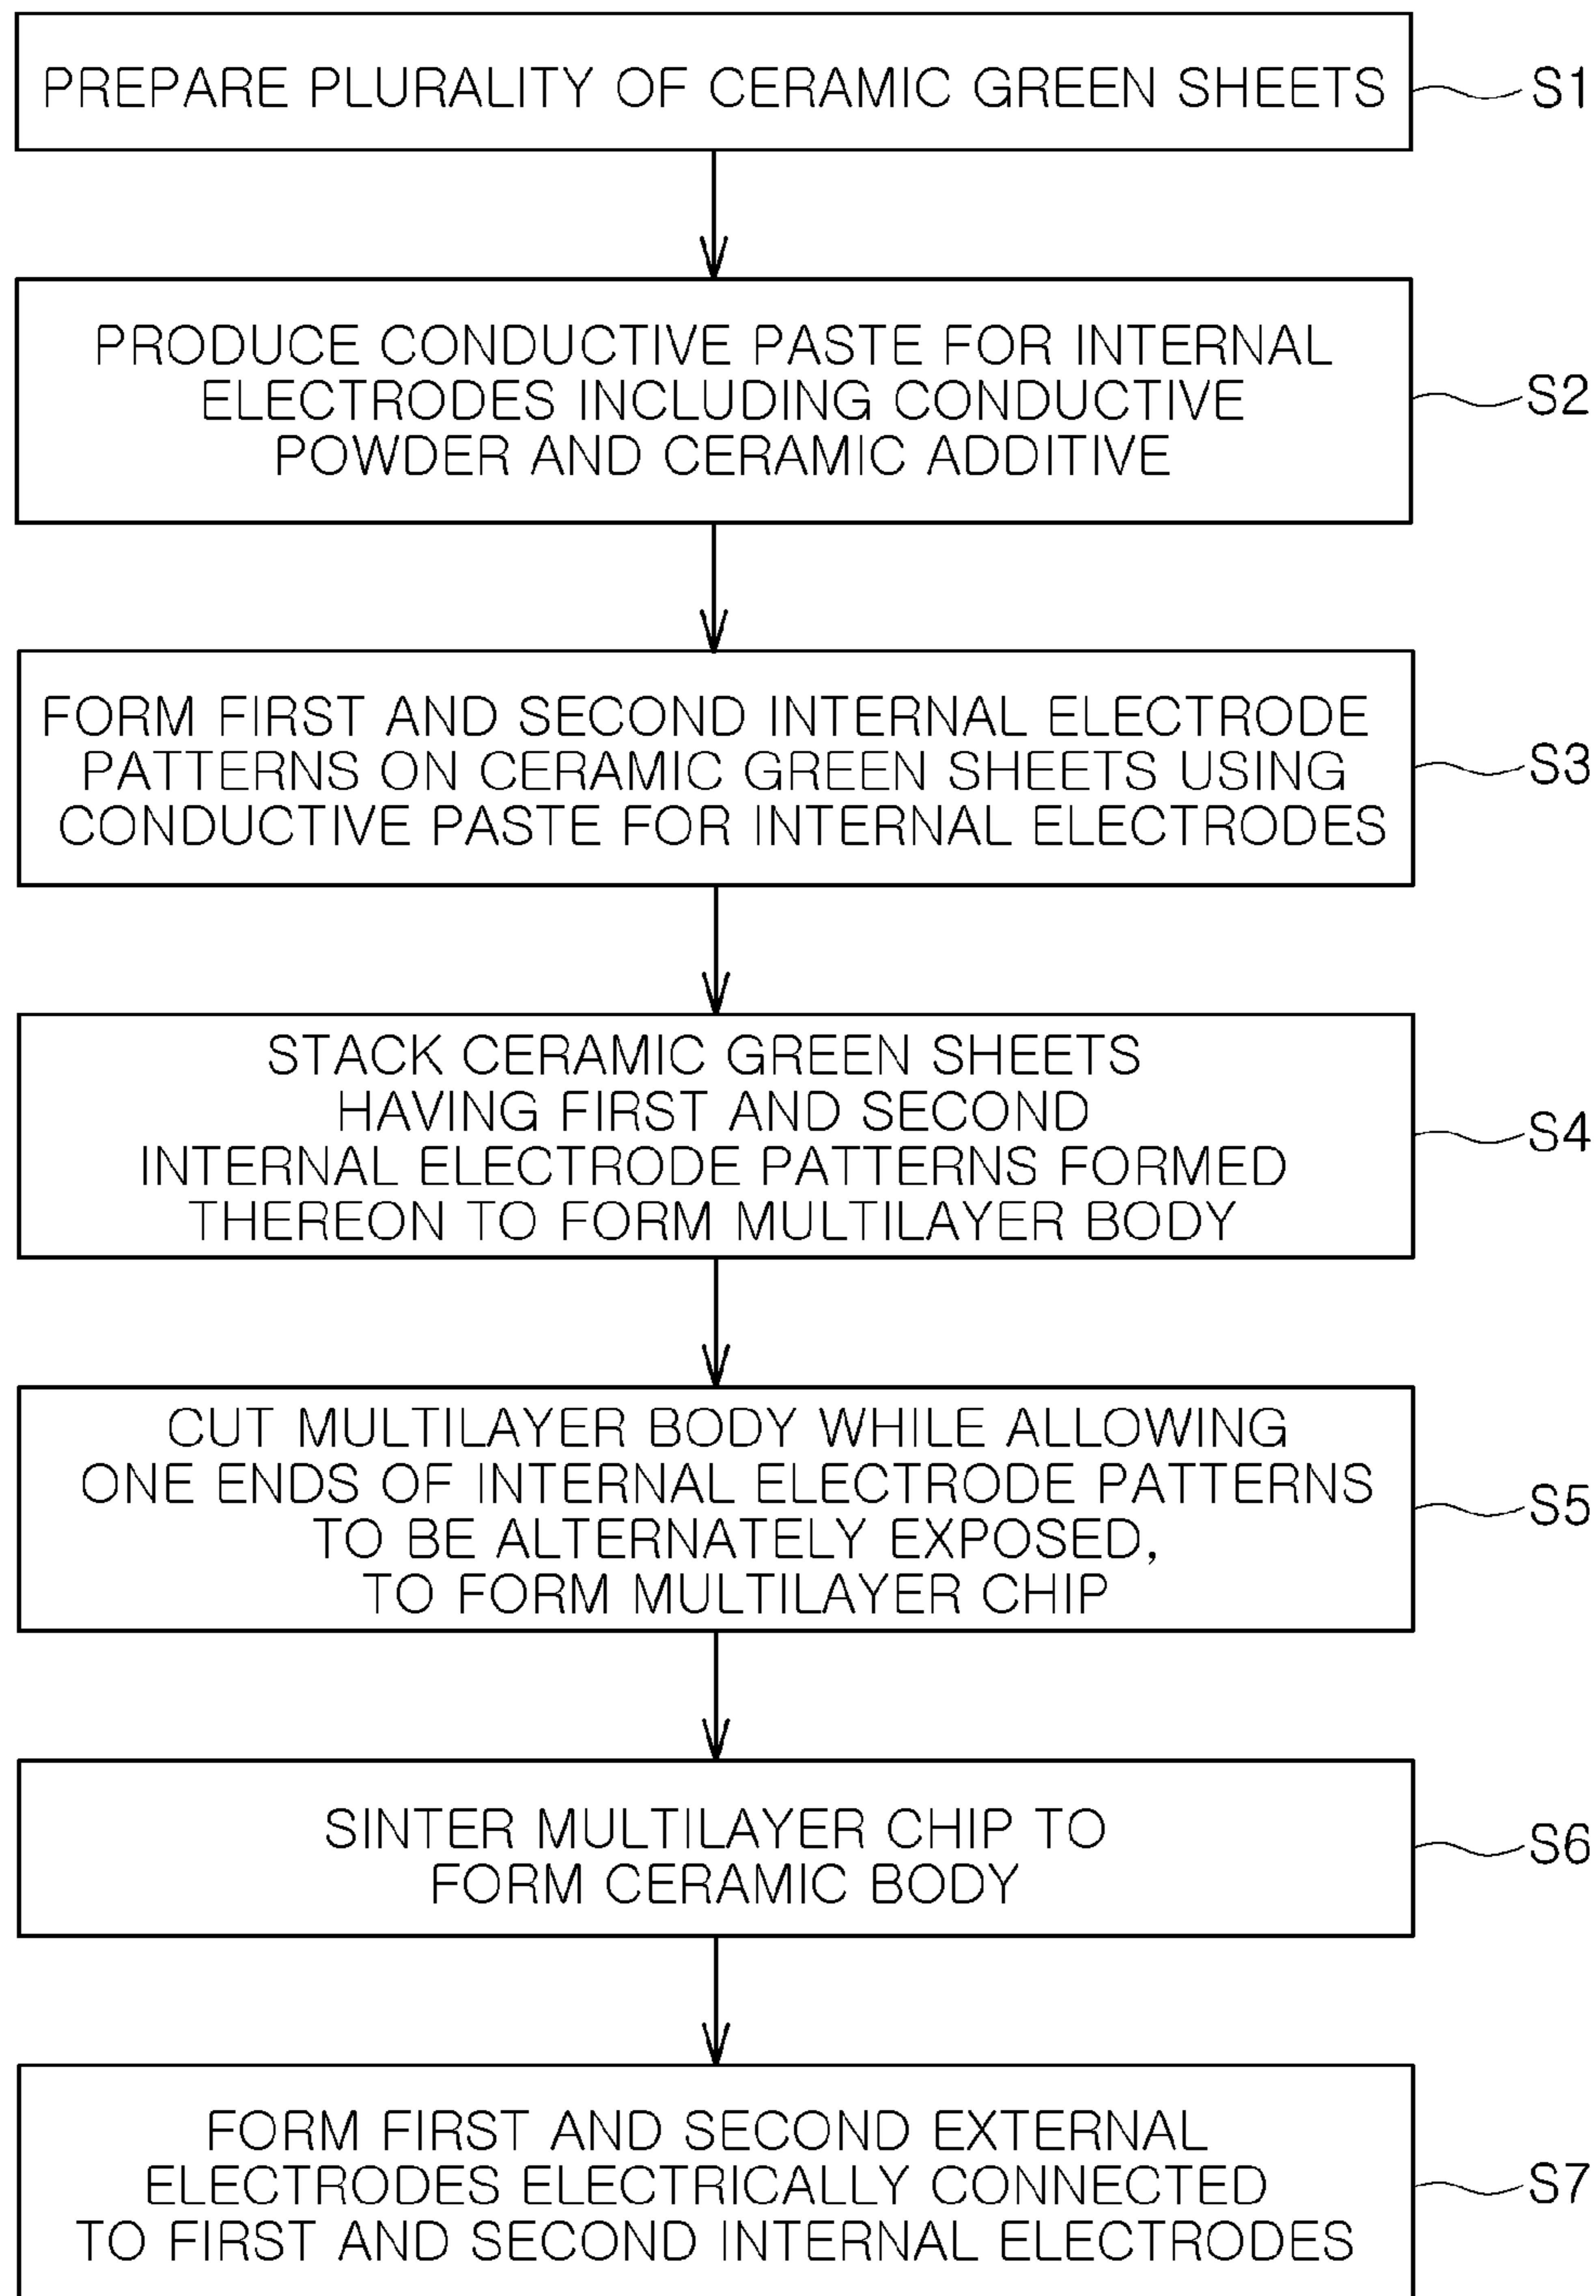 PREPARE PLURALITY OF CERAMIC GREEN SHEETS
S1
PRODUCE CONDUCTIVE PASTE FOR INTERNAL
ELECTRODES INCLUDING CONDUCTIVE
POWDER AND CERAMIC ADDITIVE
S2
FORM FIRST AND SECOND INTERNAL ELECTRODE
PATTERNS ON CERAMIC GREEN SHEETS USING
CONDUCTIVE PASTE FOR INTERNAL ELECTRODES
S3
STACK CERAMIC GREEN SHEETS
HAVING FIRST AND SECOND
INTERNAL ELECTRODE PATTERNS FORMED
THEREON TO FORM MULTILAYER BODY
S4
CUT MULTILAYER BODY WHILE ALLOWING
ONE ENDS OF INTERNAL ELECTRODE PATTERNS
TO BE ALTERNATELY EXPOSED,
TO FORM MULTILAYER CHIP
S5
SINTER MULTILAYER CHIP TO
FORM CERAMIC BODY
S6
FORM FIRST AND SECOND EXTERNAL
ELECTRODES ELECTRICALLY CONNECTED
TO FIRST AND SECOND INTERNAL ELECTRODES
S7